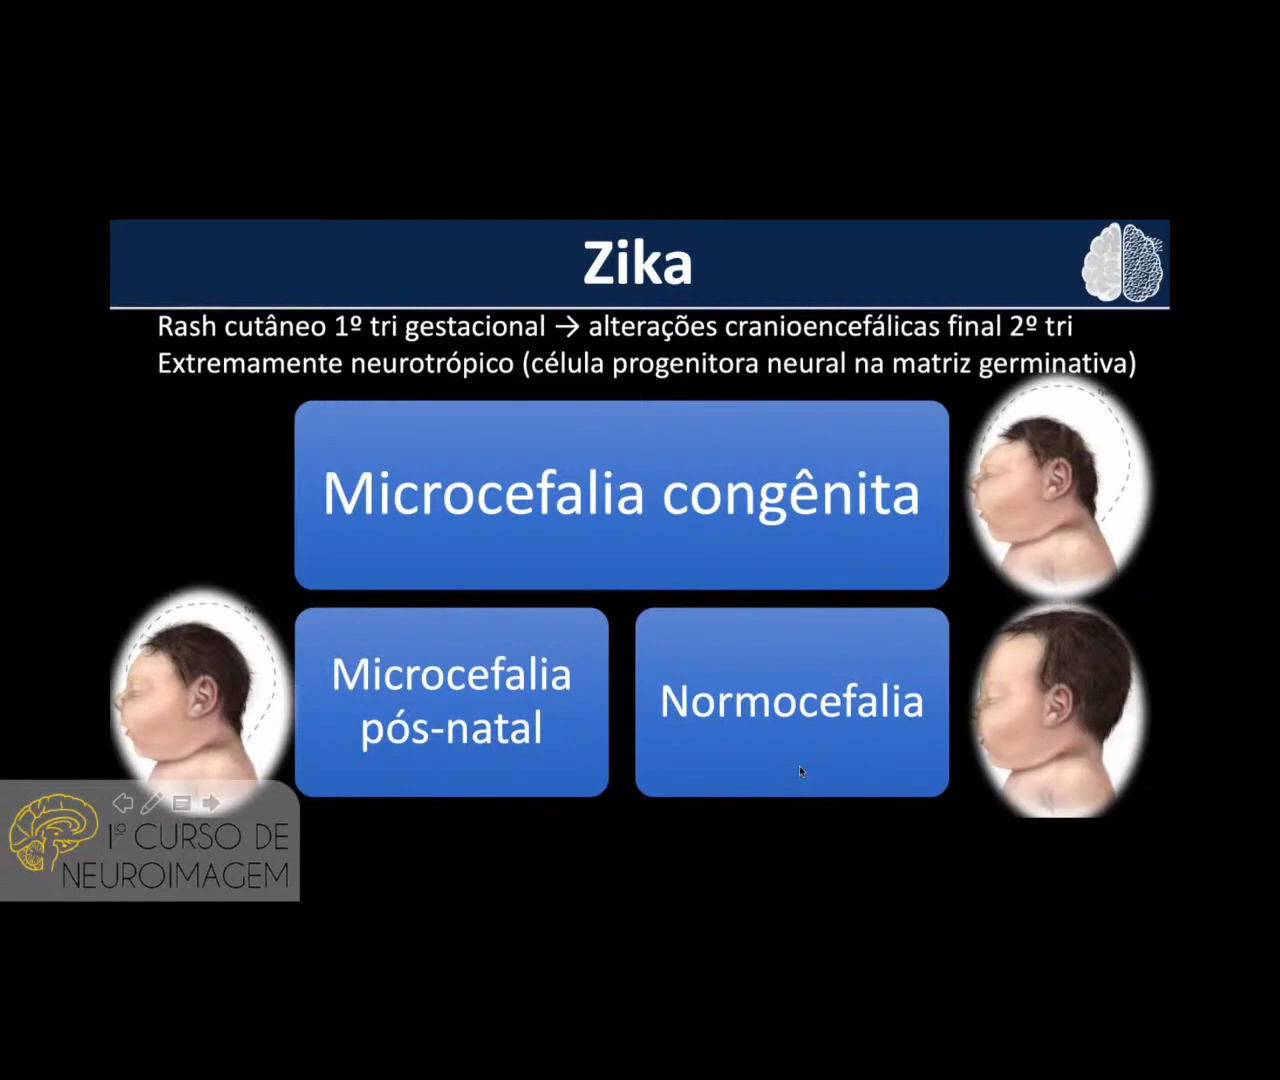 Zika
Rash cutâneo 1º tri gestacional → alterações cranioencefálicas final 2º tri
Extremamente neurotrópico (célula progenitora neural na matriz germinativa)
Microcefalia congênita
Microcefalia
pós-natal
Normocefalia
1º CURSO DE
NEUROIMAGEM